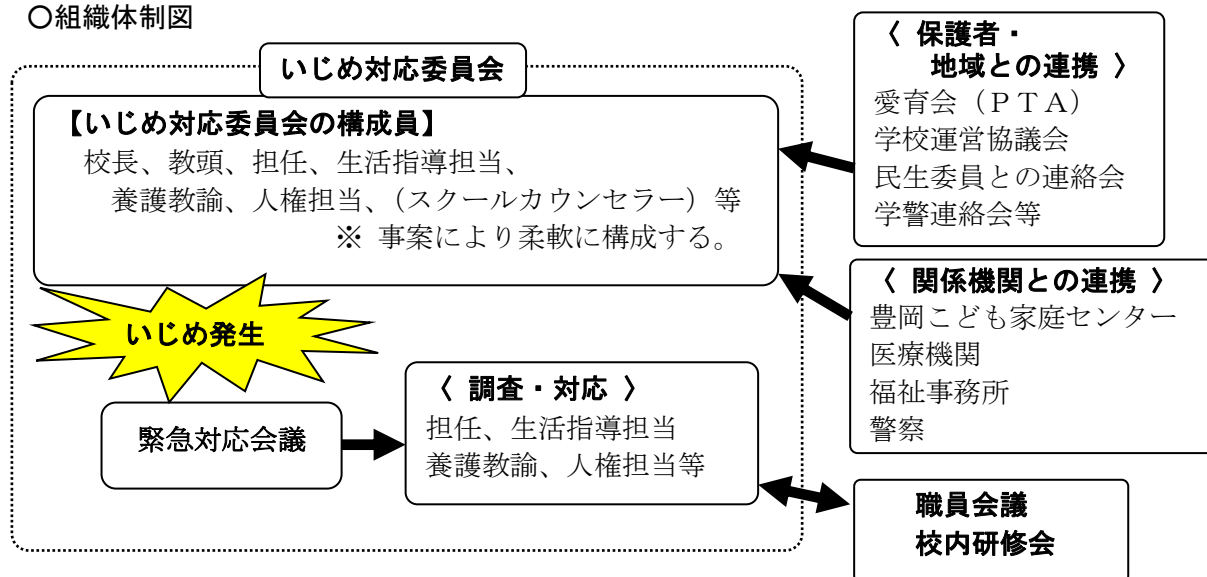 〇組織体制図
いじめ対応委員会
【いじめ対応委員会の構成員】
校長、教頭、担任、生活指導担当、
養護教諭、人権担当、（スクールカウンセラー）等
※ 事案により柔軟に構成する。
いじめ発生
緊急対応会議
〈 調査・対応 〉
担任、生活指導担当
養護教諭、人権担当等
〈 保護者・
地域との連携 〉
愛育会（ＰＴＡ）
学校運営協議会
民生委員との連絡会
学警連絡会等
〈 関係機関との連携 〉
豊岡こども家庭センター
医療機関
福祉事務所
警察
職員会議
校内研修会